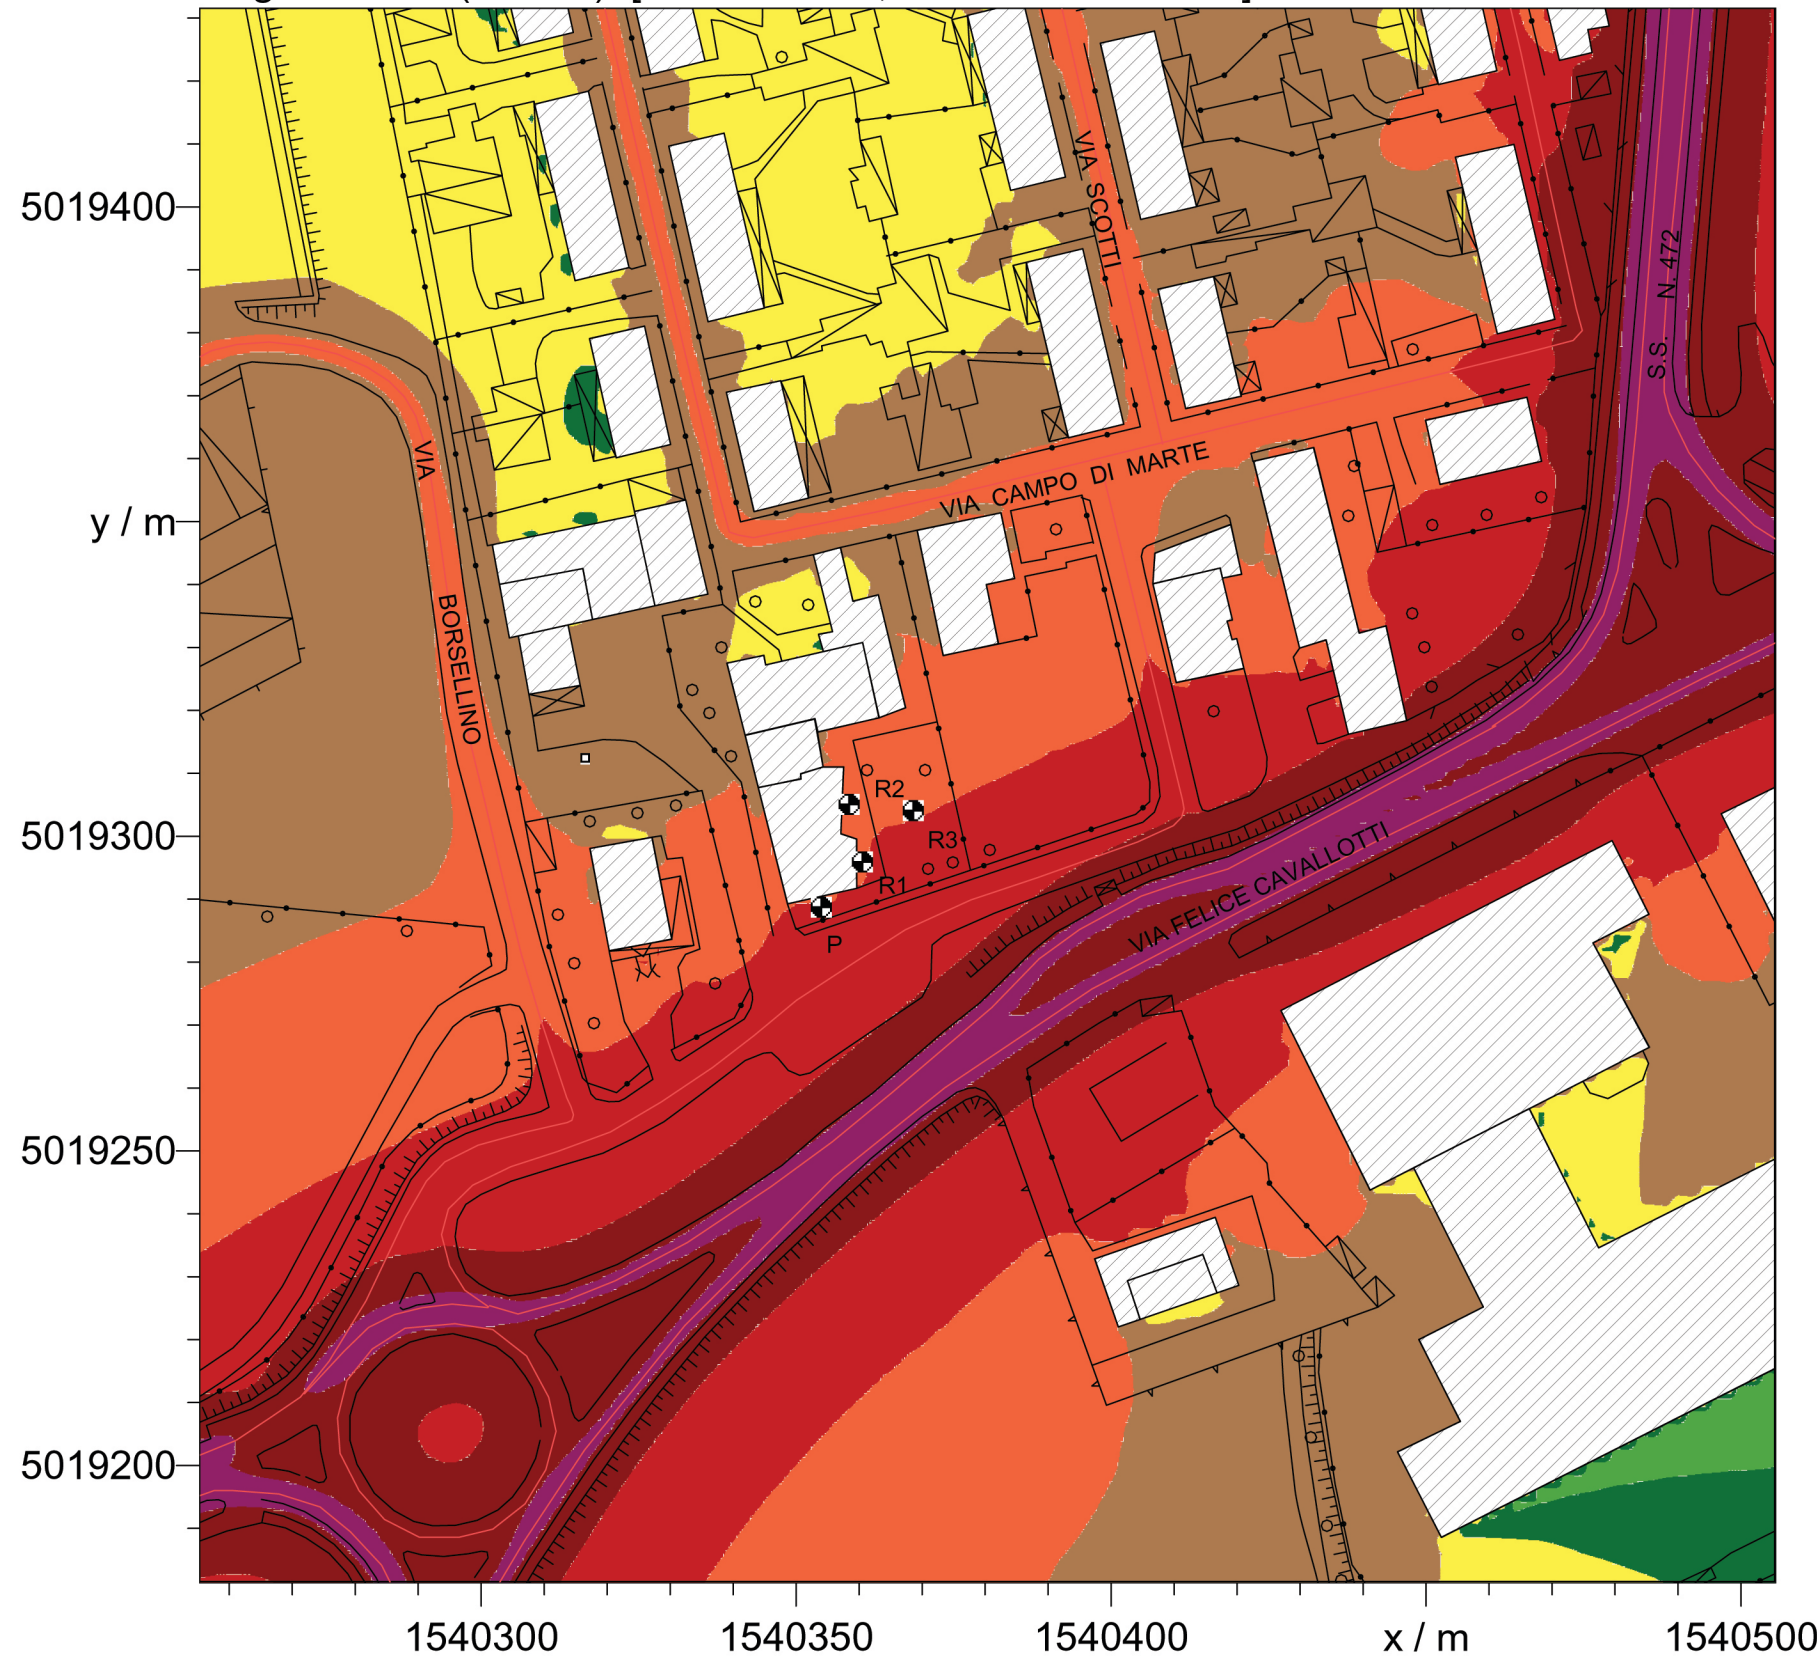 5019400
y / m
5019300
5019250
5019200
1540300
1540350
1540400
x / m
1540500
VIA SCOTTI
S.S. N. 472
VIA CAMPO DI MARTE
VIA BORSELLINO
R2
R3
R1
P
VIA FELICE CAVALLOTTI